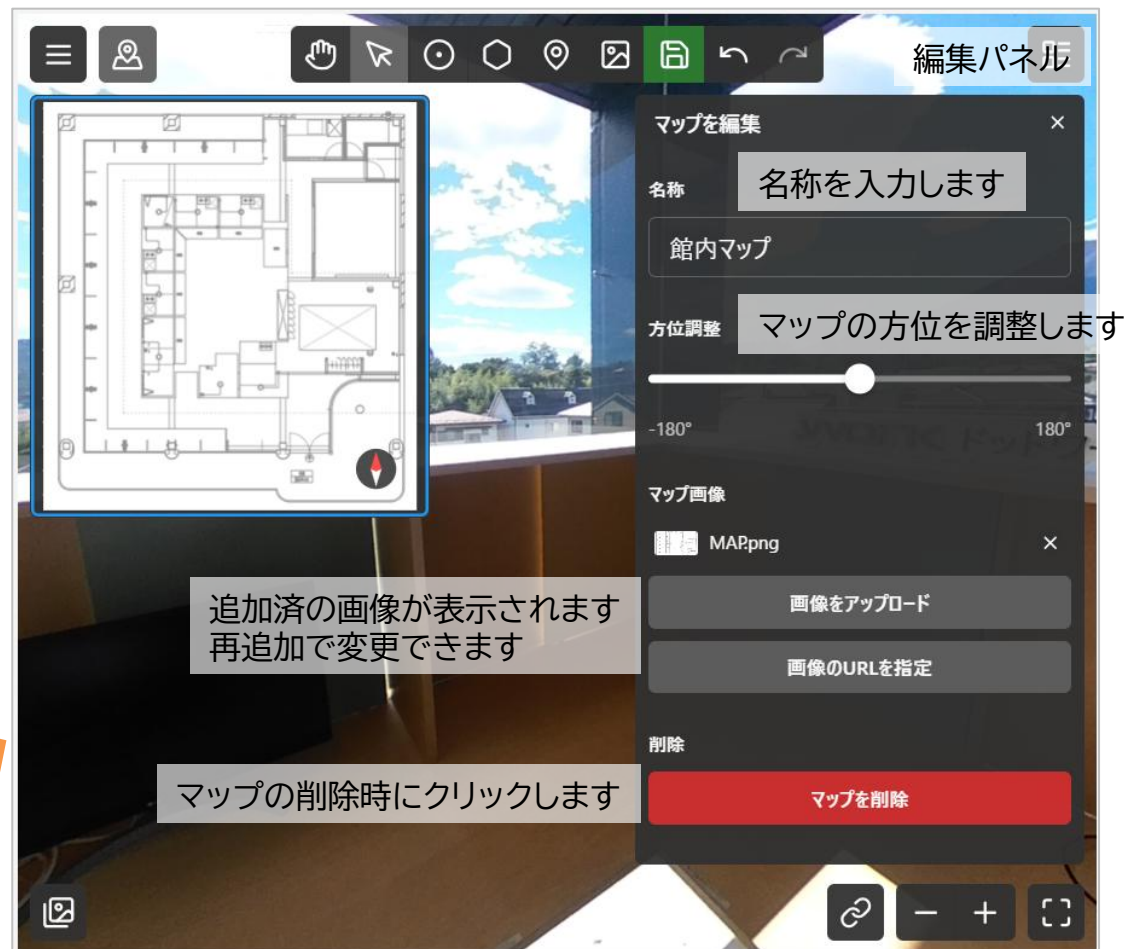 編集パネル
マップを編集
名称
名称を入力します
館内マップ
方位調整
マップの方位を調整します
-180°
180°
マップ画像
MAP.png
追加済の画像が表示されます
再追加で変更できます
画像をアップロード
画像のURLを指定
削除
マップの削除時にクリックします
マップを削除